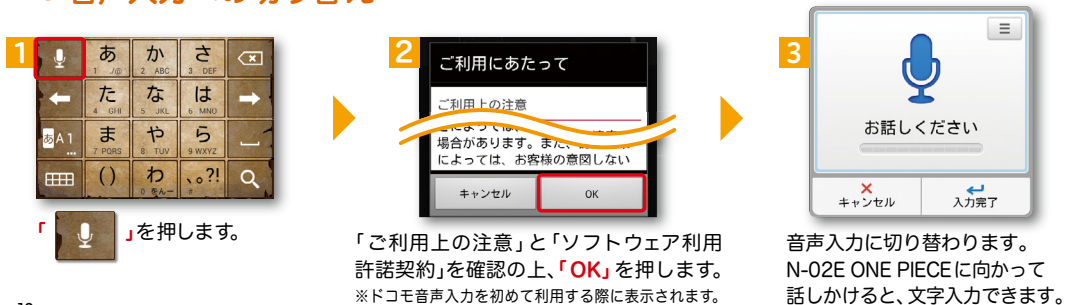 1
あ
1 ./@
か
2 ABC
さ
3 DEF
た
4 GHI
な
5 JKL
は
6 MNO
あA1
...
ま
7 PQRS
や
8 TUV
ら
9 WXYZ
()
わ
0 をんー
、。?!
#
「 」を押します。
2
ご利用にあたって
ご利用上の注意
場合があります。また、
によっては、お客様の意図しない
キャンセル
OK
「ご利用上の注意」と「ソフトウェア利用
許諾契約」を確認の上、「OK」を押します。
※ドコモ音声入力を初めて利用する際に表示されます。
3
お話しください
キャンセル
入力完了
音声入力に切り替わります。
N-02E ONE PIECEに向かって
話しかけると、文字入力できます。